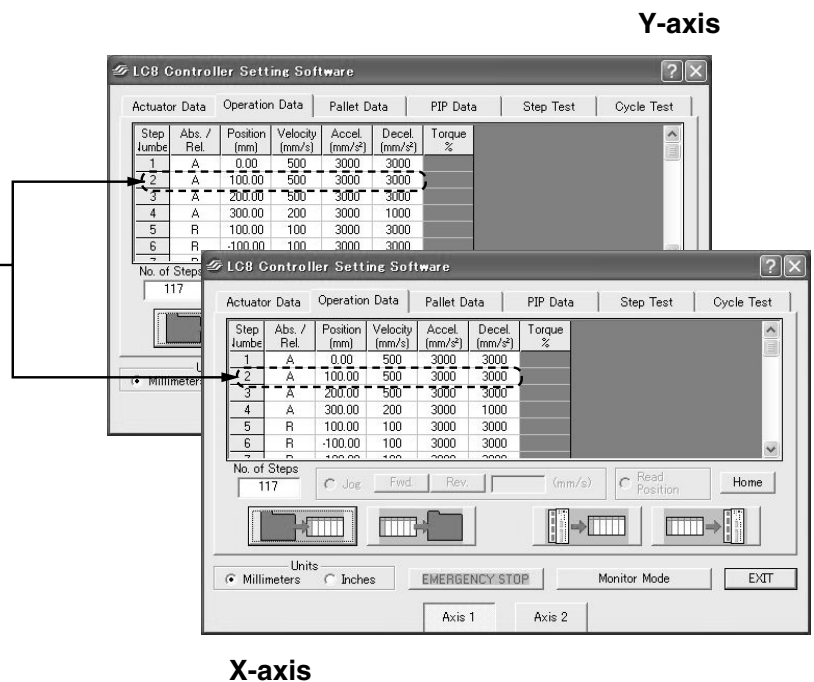 Y-axis
LC8 Controller Setting Software
Actuator Data Operation Data Pallet Data PIP Data Step Test Cycle Test
Step Abs. / Position Velocity Accel. Decel. Torque
lumbe Rel. (mm) (mm/s) (mm/s²) (mm/s²) %
1 A 0.00 500 3000 3000
2 A 100.00 500 3000 3000
3 A 200.00 500 3000 3000
4 A 300.00 200 3000 1000
5 R 100.00 100 3000 3000
6 R -100.00 100 3000 3000
No. of Steps
117
Millimeters
LC8 Controller Setting Software
Actuator Data Operation Data Pallet Data PIP Data Step Test Cycle Test
Step Abs. / Position Velocity Accel. Decel. Torque
lumbe Rel. (mm) (mm/s) (mm/s²) (mm/s²) %
1 A 0.00 500 3000 3000
2 A 100.00 500 3000 3000
3 A 200.00 500 3000 3000
4 A 300.00 200 3000 1000
5 R 100.00 100 3000 3000
6 R -100.00 100 3000 3000
No. of Steps
117 Jog Fwd. Rev. (mm/s) Read Position Home
Units
Millimeters Inches EMERGENCY STOP Monitor Mode EXIT
Axis 1 Axis 2
X-axis